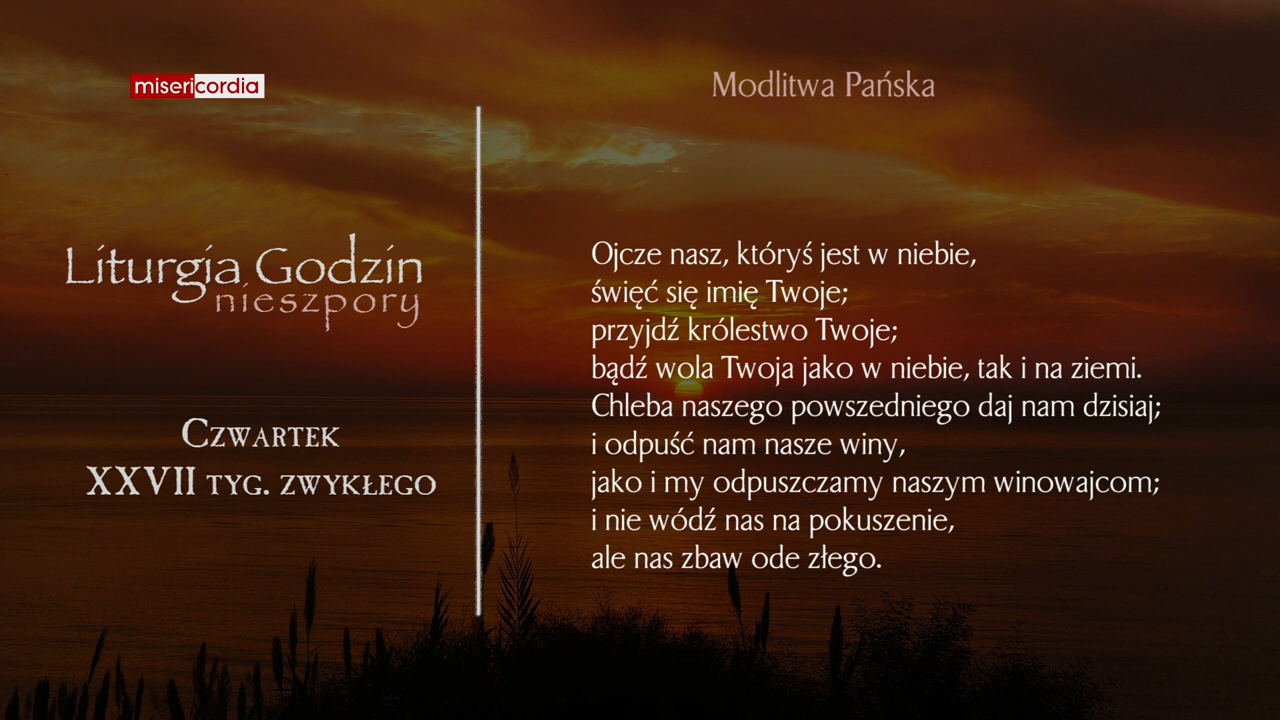 misericordia
Liturgia Godzin
nieszpory
Czwartek
XXVII tyg. zwykłego
Modlitwa Pańska
Ojcze nasz, któryś jest w niebie,
święć się imię Twoje;
przyjdź królestwo Twoje;
bądź wola Twoja jako w niebie, tak i na ziemi.
Chleba naszego powszedniego daj nam dzisiaj;
i odpuść nam nasze winy,
jako i my odpuszczamy naszym winowajcom;
i nie wódź nas na pokuszenie,
ale nas zbaw ode złego.